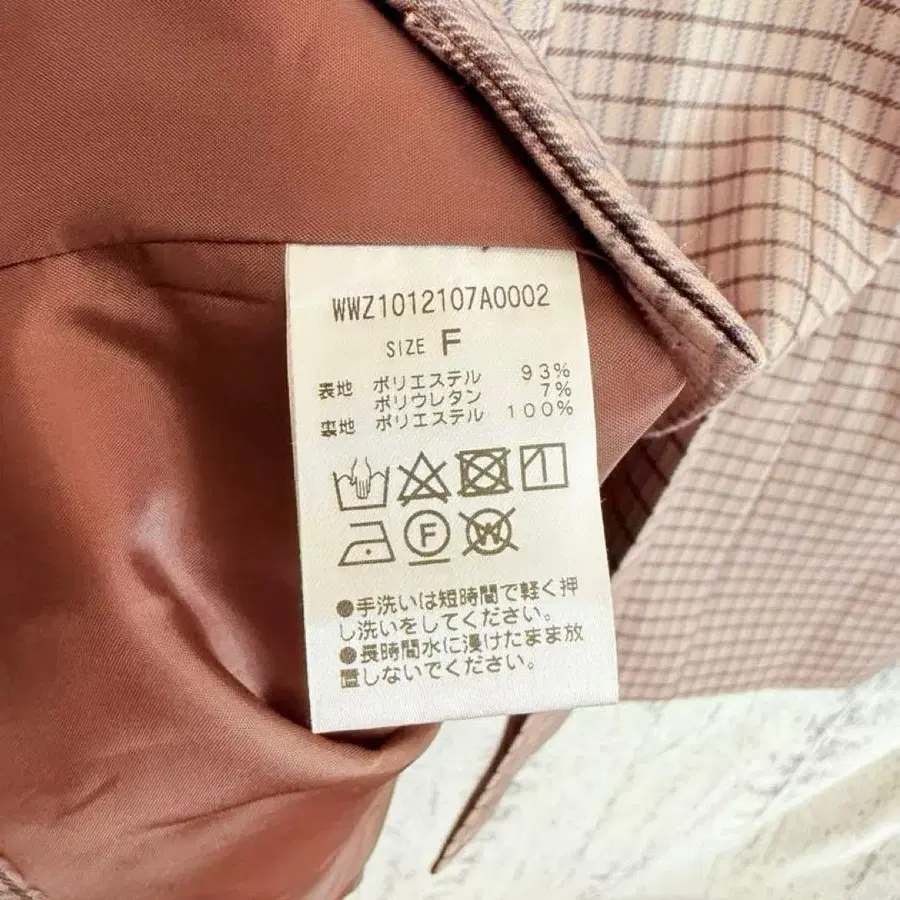 WWZ1012107A0002
SIZE F
表地 ポリエステル 93%
ポリウレタン 7%
裏地 ポリエステル 100%
F W
●手洗いは短時間で軽く押
し洗いをしてください。
●長時間水に浸けたまま放
置しないでください。